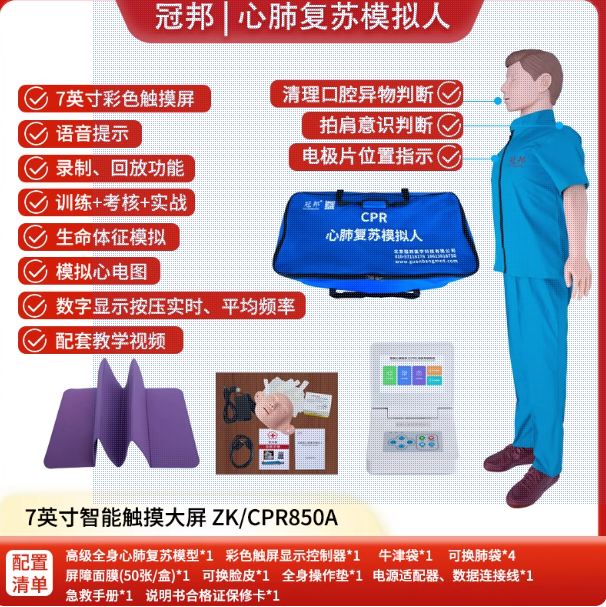 冠邦 | 心肺复苏模拟人
7英寸彩色触摸屏
语音提示
录制、回放功能
训练+考核+实战
生命体征模拟
模拟心电图
数字显示按压实时、平均频率
配套教学视频
清理口腔异物判断
拍肩意识判断
电极片位置指示
冠邦
冠邦
CPR
心肺复苏模拟人
7英寸智能触摸大屏 ZK/CPR850A
配置
清单
高级全身心肺复苏模型*1 彩色触屏显示控制器*1 牛津袋*1 可换肺袋*4
屏障面膜(50张/盒)*1 可换脸皮*1 全身操作垫*1 电源适配器、数据连接线*1
急救手册*1 说明书合格证保修卡*1